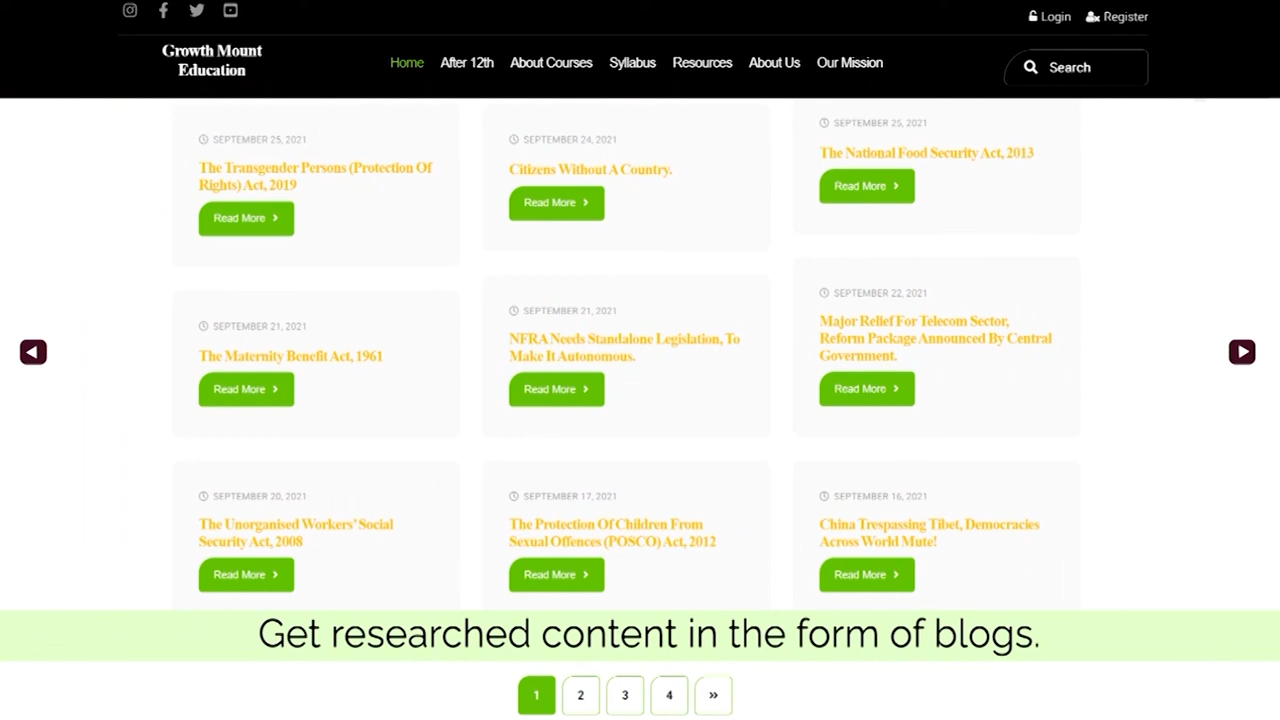 Login
Register
Growth Mount
Education
Home
After 12th
About Courses
Syllabus
Resources
About Us
Our Mission
Search
SEPTEMBER 25, 2021
The Transgender Persons (Protection Of
Rights) Act, 2019
Read More
SEPTEMBER 24, 2021
Citizens Without A Country.
Read More
SEPTEMBER 25, 2021
The National Food Security Act, 2013
Read More
SEPTEMBER 21, 2021
The Maternity Benefit Act, 1961
Read More
SEPTEMBER 21, 2021
NFRA Needs Standalone Legislation, To
Make It Autonomous.
Read More
SEPTEMBER 22, 2021
Major Relief For Telecom Sector,
Reform Package Announced By Central
Government.
Read More
SEPTEMBER 20, 2021
The Unorganised Workers' Social
Security Act, 2008
Read More
SEPTEMBER 17, 2021
The Protection Of Children From
Sexual Offences (POSCO) Act, 2012
Read More
SEPTEMBER 16, 2021
China Trespassing Tibet, Democracies
Across World Mute!
Read More
Get researched content in the form of blogs.
1 2 3 4 »